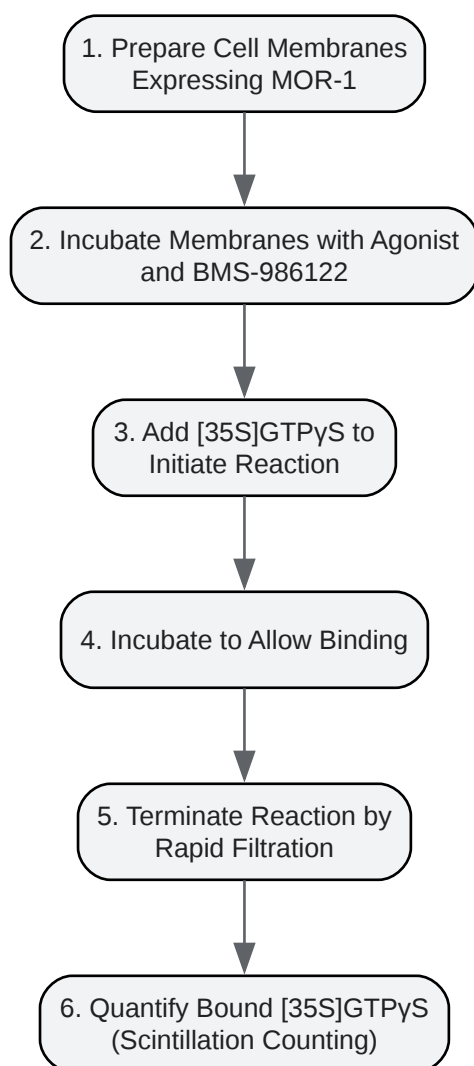 1. Prepare Cell Membranes
Expressing MOR-1
2. Incubate Membranes with Agonist
and BMS-986122
3. Add [35S]GTPγS to
Initiate Reaction
4. Incubate to Allow Binding
5. Terminate Reaction by
Rapid Filtration
6. Quantify Bound [35S]GTPγS
(Scintillation Counting)